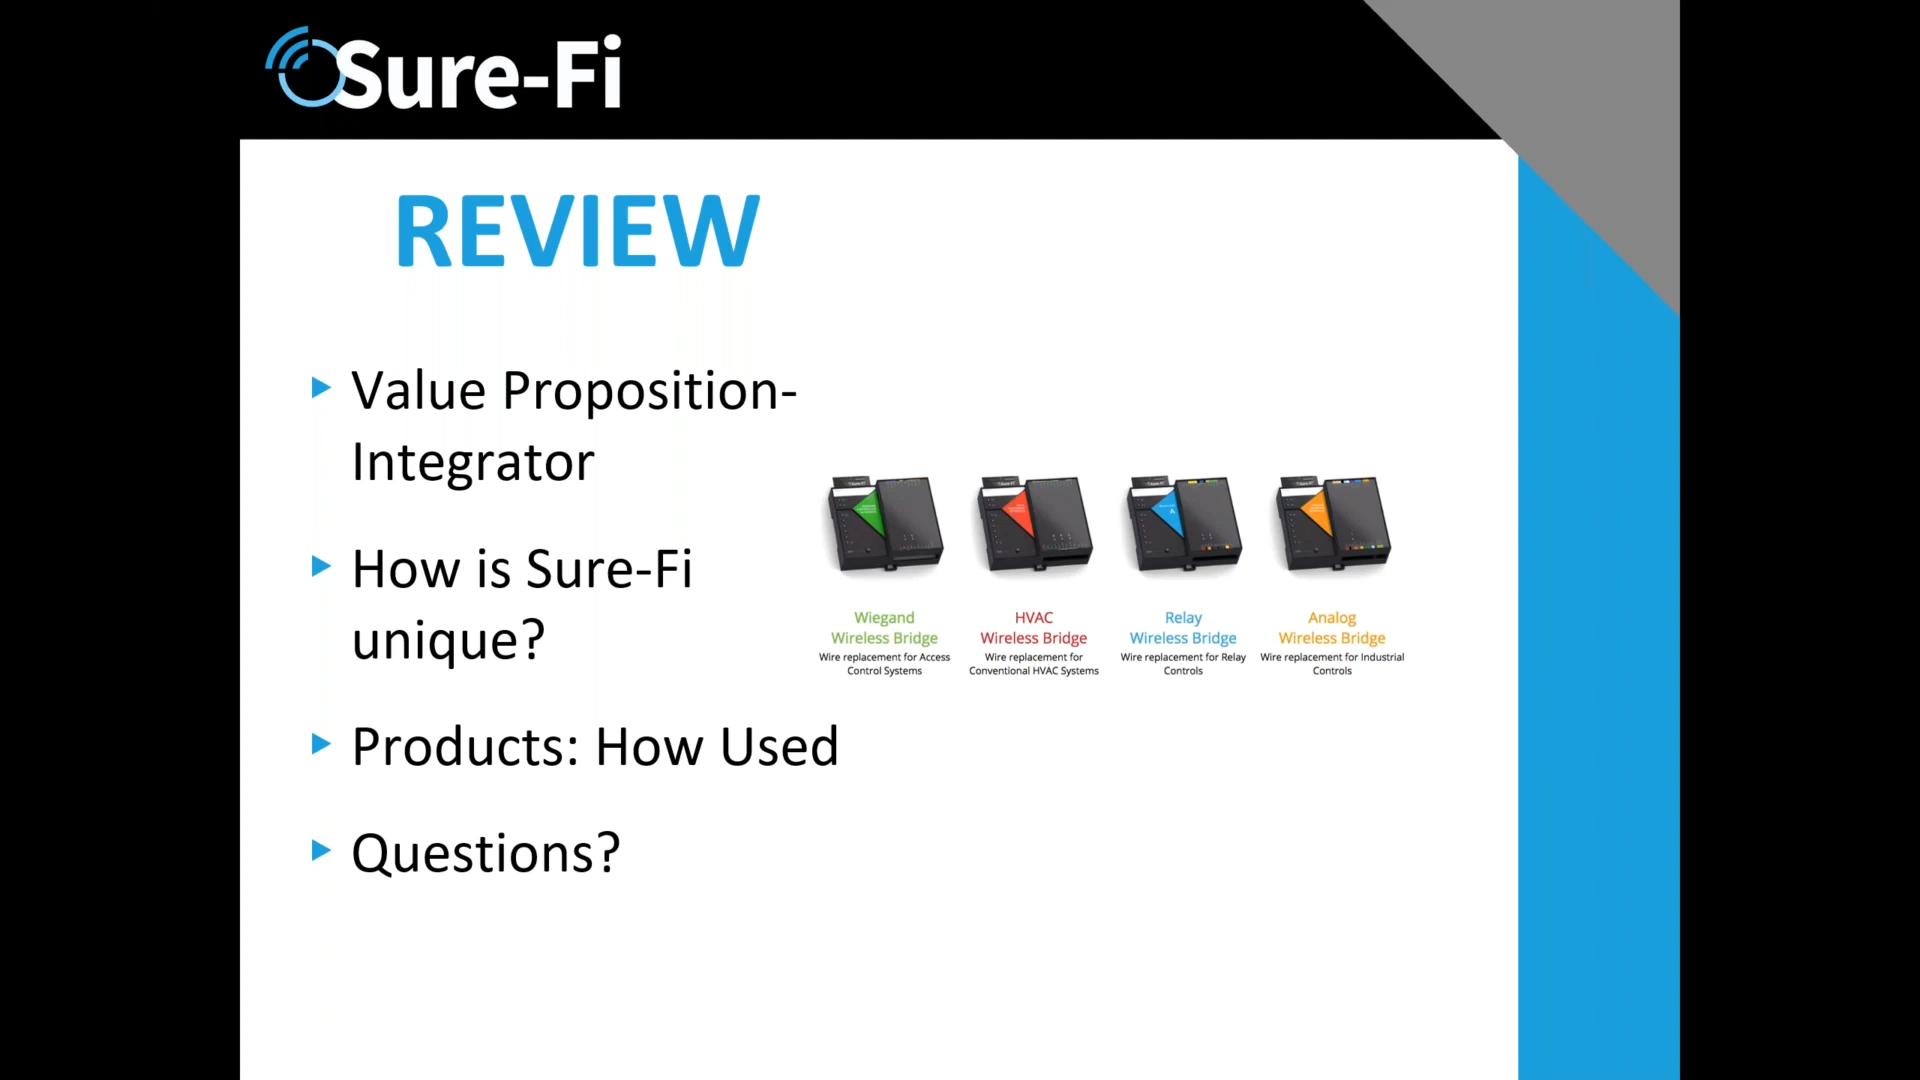 Sure-Fi
REVIEW
Value Proposition-
Integrator
How is Sure-Fi
unique?
Products: How Used
Questions?
Wiegand
Wireless Bridge
Wire replacement for Access
Control Systems
HVAC
Wireless Bridge
Wire replacement for
Conventional HVAC Systems
Relay
Wireless Bridge
Wire replacement for Relay
Controls
Analog
Wireless Bridge
Wire replacement for Industrial
Controls